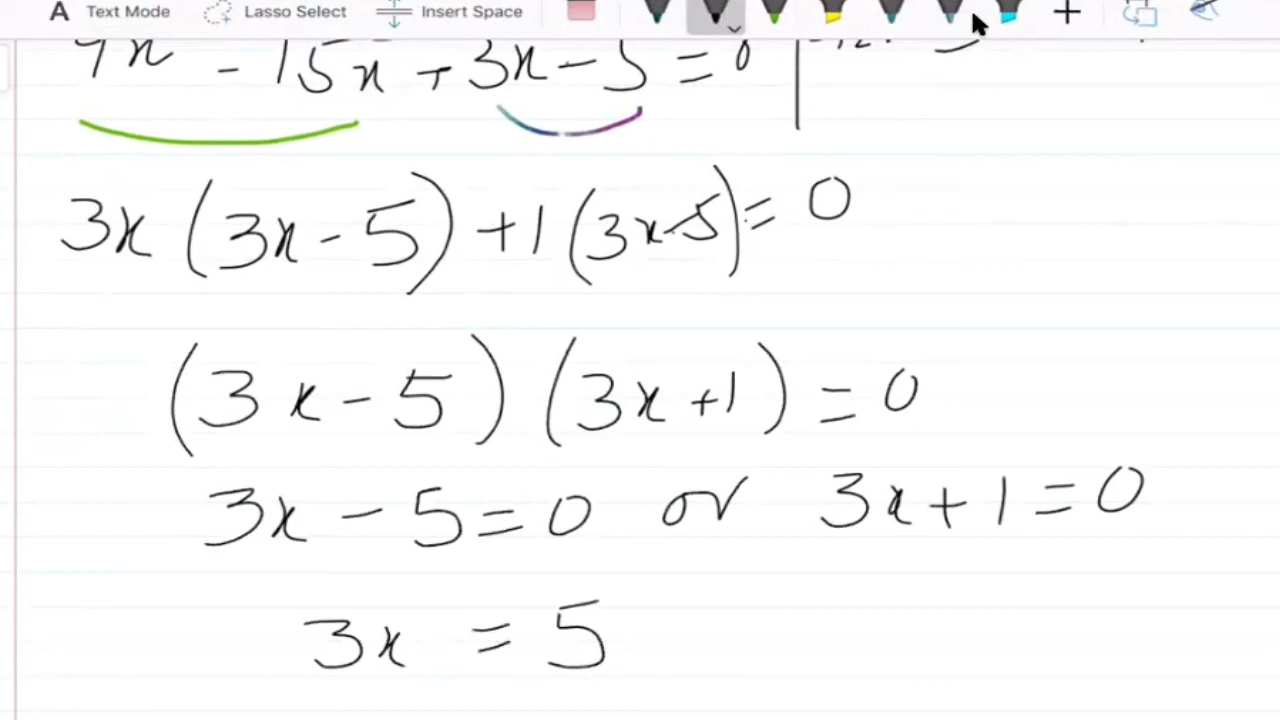 A Text Mode Lasso Select Insert Space
- 15x + 3x - 5 = 0
3x (3x - 5) + 1 (3x - 5) = 0
(3x - 5) (3x + 1) = 0
3x - 5 = 0 or 3x + 1 = 0
3x = 5